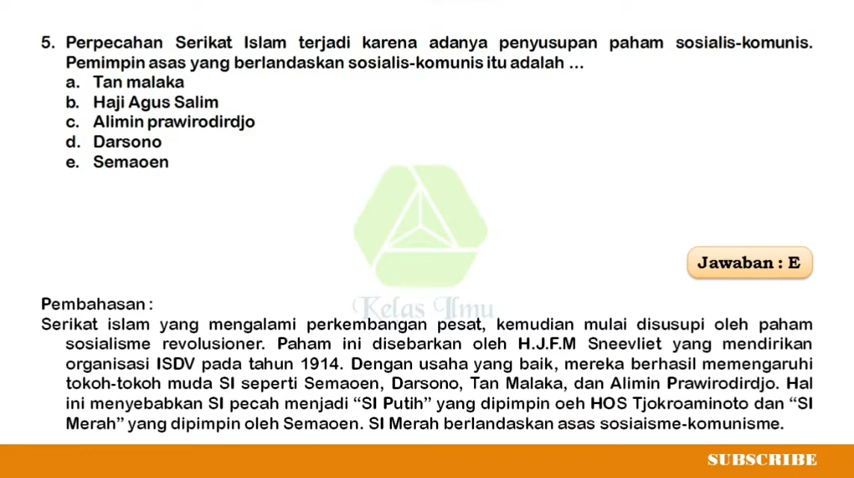 5. Perpecahan Serikat Islam terjadi karena adanya penyusupan paham sosialis-komunis.
Pemimpin asas yang berlandaskan sosialis-komunis itu adalah ...
a. Tan malaka
b. Haji Agus Salim
c. Alimin prawirodirdjo
d. Darsono
e. Semaoen
Jawaban : E
Kelas Ilmu
Pembahasan :
Serikat islam yang mengalami perkembangan pesat, kemudian mulai disusupi oleh paham
sosialisme revolusioner. Paham ini disebarkan oleh H.J.F.M Sneevliet yang mendirikan
organisasi ISDV pada tahun 1914. Dengan usaha yang baik, mereka berhasil memengaruhi
tokoh-tokoh muda SI seperti Semaoen, Darsono, Tan Malaka, dan Alimin Prawirodirdjo. Hal
ini menyebabkan SI pecah menjadi “SI Putih” yang dipimpin oeh HOS Tjokroaminoto dan “SI
Merah” yang dipimpin oleh Semaoen. SI Merah berlandaskan asas sosiaisme-komunisme.
SUBSCRIBE